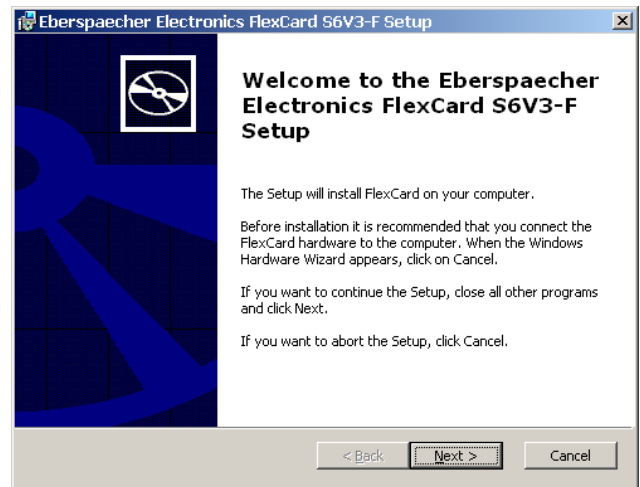 Eberspaecher Electronics FlexCard S6V3-F Setup
Welcome to the Eberspaecher
Electronics FlexCard S6V3-F
Setup
The Setup will install FlexCard on your computer.
Before installation it is recommended that you connect the
FlexCard hardware to the computer. When the Windows
Hardware Wizard appears, click on Cancel.
If you want to continue the Setup, close all other programs
and click Next.
If you want to abort the Setup, click Cancel.
< Back
Next >
Cancel